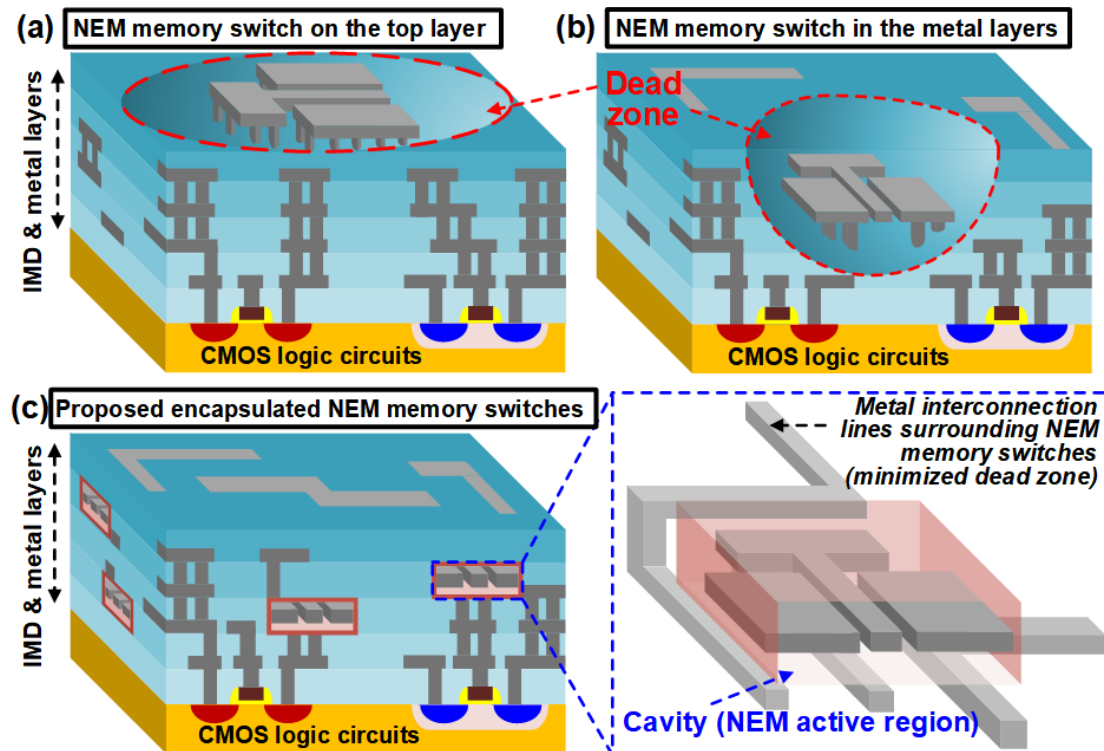 (a) NEM memory switch on the top layer
IMD & metal layers
Dead
zone
CMOS logic circuits
(b) NEM memory switch in the metal layers
CMOS logic circuits
(c) Proposed encapsulated NEM memory switches
IMD & metal layers
CMOS logic circuits
Metal interconnection
lines surrounding NEM
memory switches
(minimized dead zone)
Cavity (NEM active region)